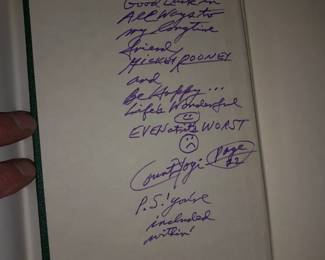 Good Luck in
All Ways to
my longtime
friend
MICKEY ROONEY
and
Be Happy...
Life's Wonderful
EVEN at its WORST
Count Yogi Page 22
P.S. You're
included
within!